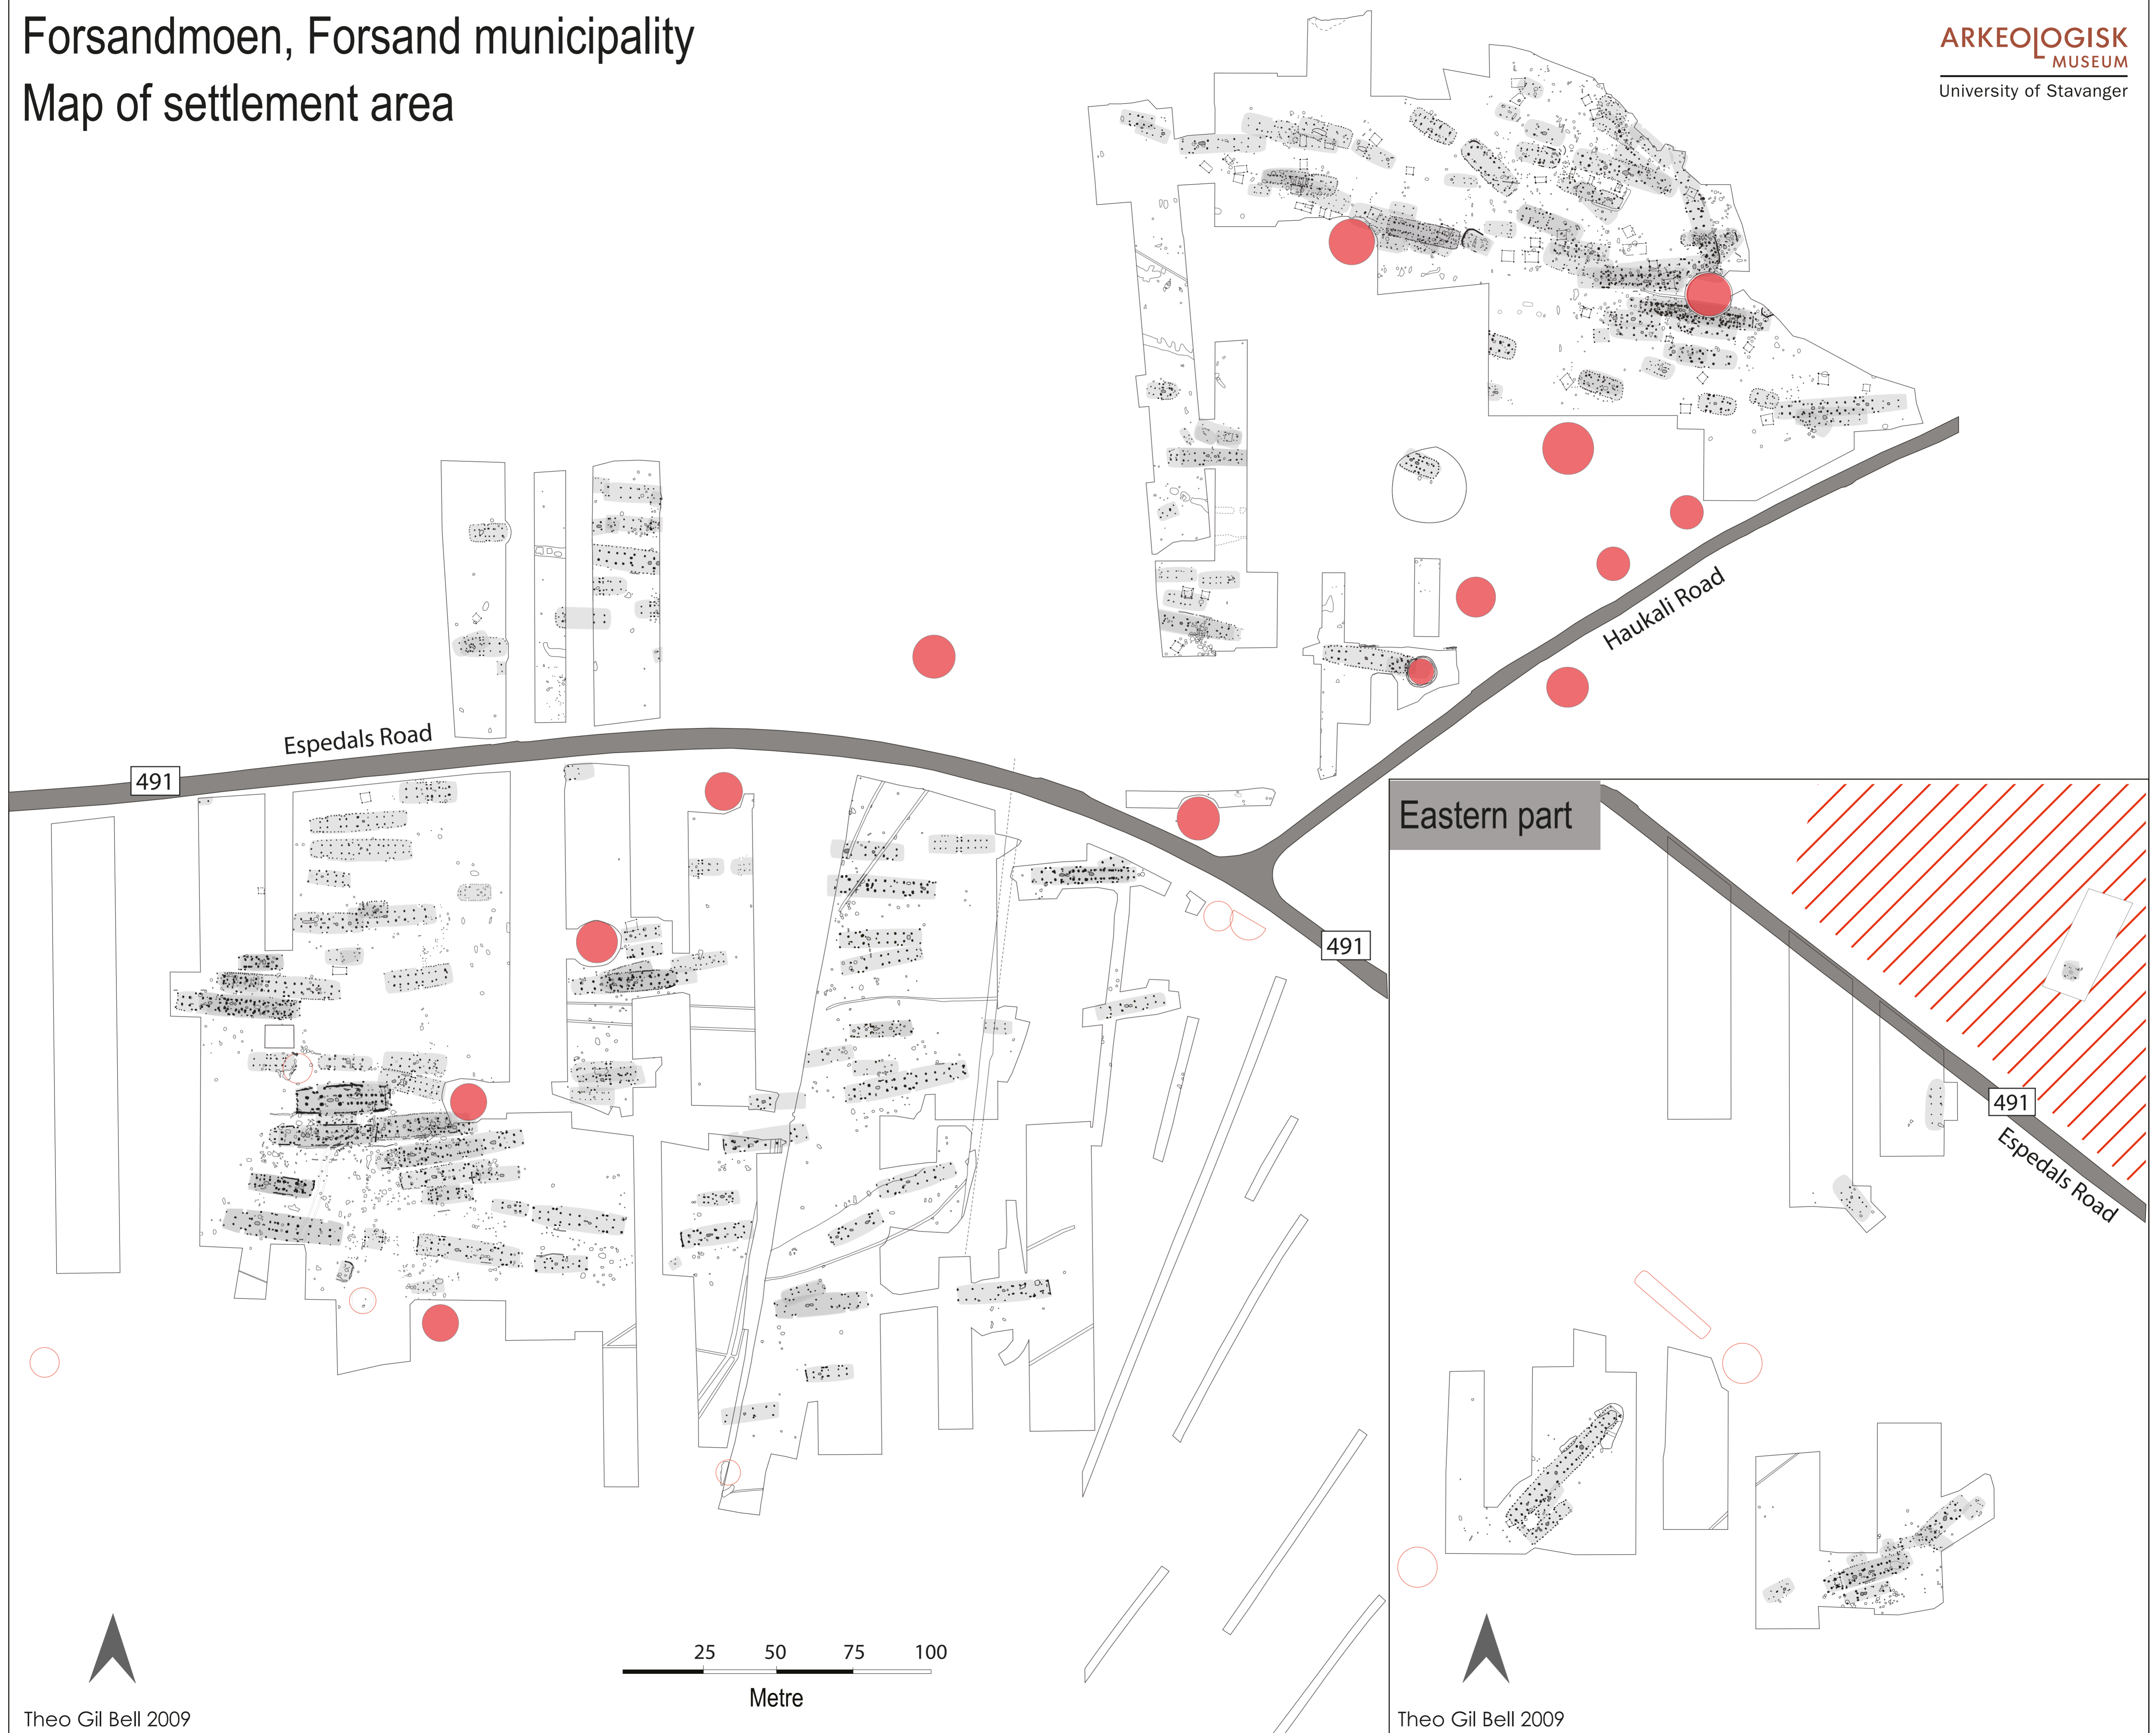 Forsandmoen, Forsand municipality
Map of settlement area
ARKEOLOGISK
MUSEUM
University of Stavanger
Haukali Road
Espedals Road
491
Eastern part
491
491
Espedals Road
25 50 75 100
Metre
Theo Gil Bell 2009
Theo Gil Bell 2009